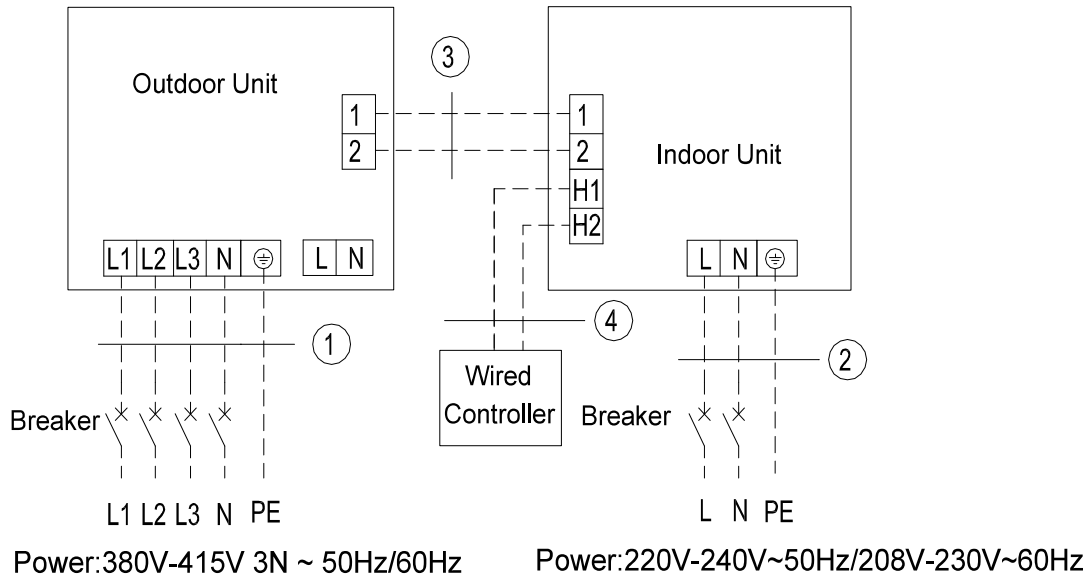 Outdoor Unit
3
1
2
1
2
H1
H2
Indoor Unit
L1 L2 L3 N
L N
L N
1
4
2
Wired
Controller
Breaker
Breaker
L1 L2 L3 N PE
L N PE
Power:380V-415V 3N ~ 50Hz/60Hz
Power:220V-240V~50Hz/208V-230V~60Hz